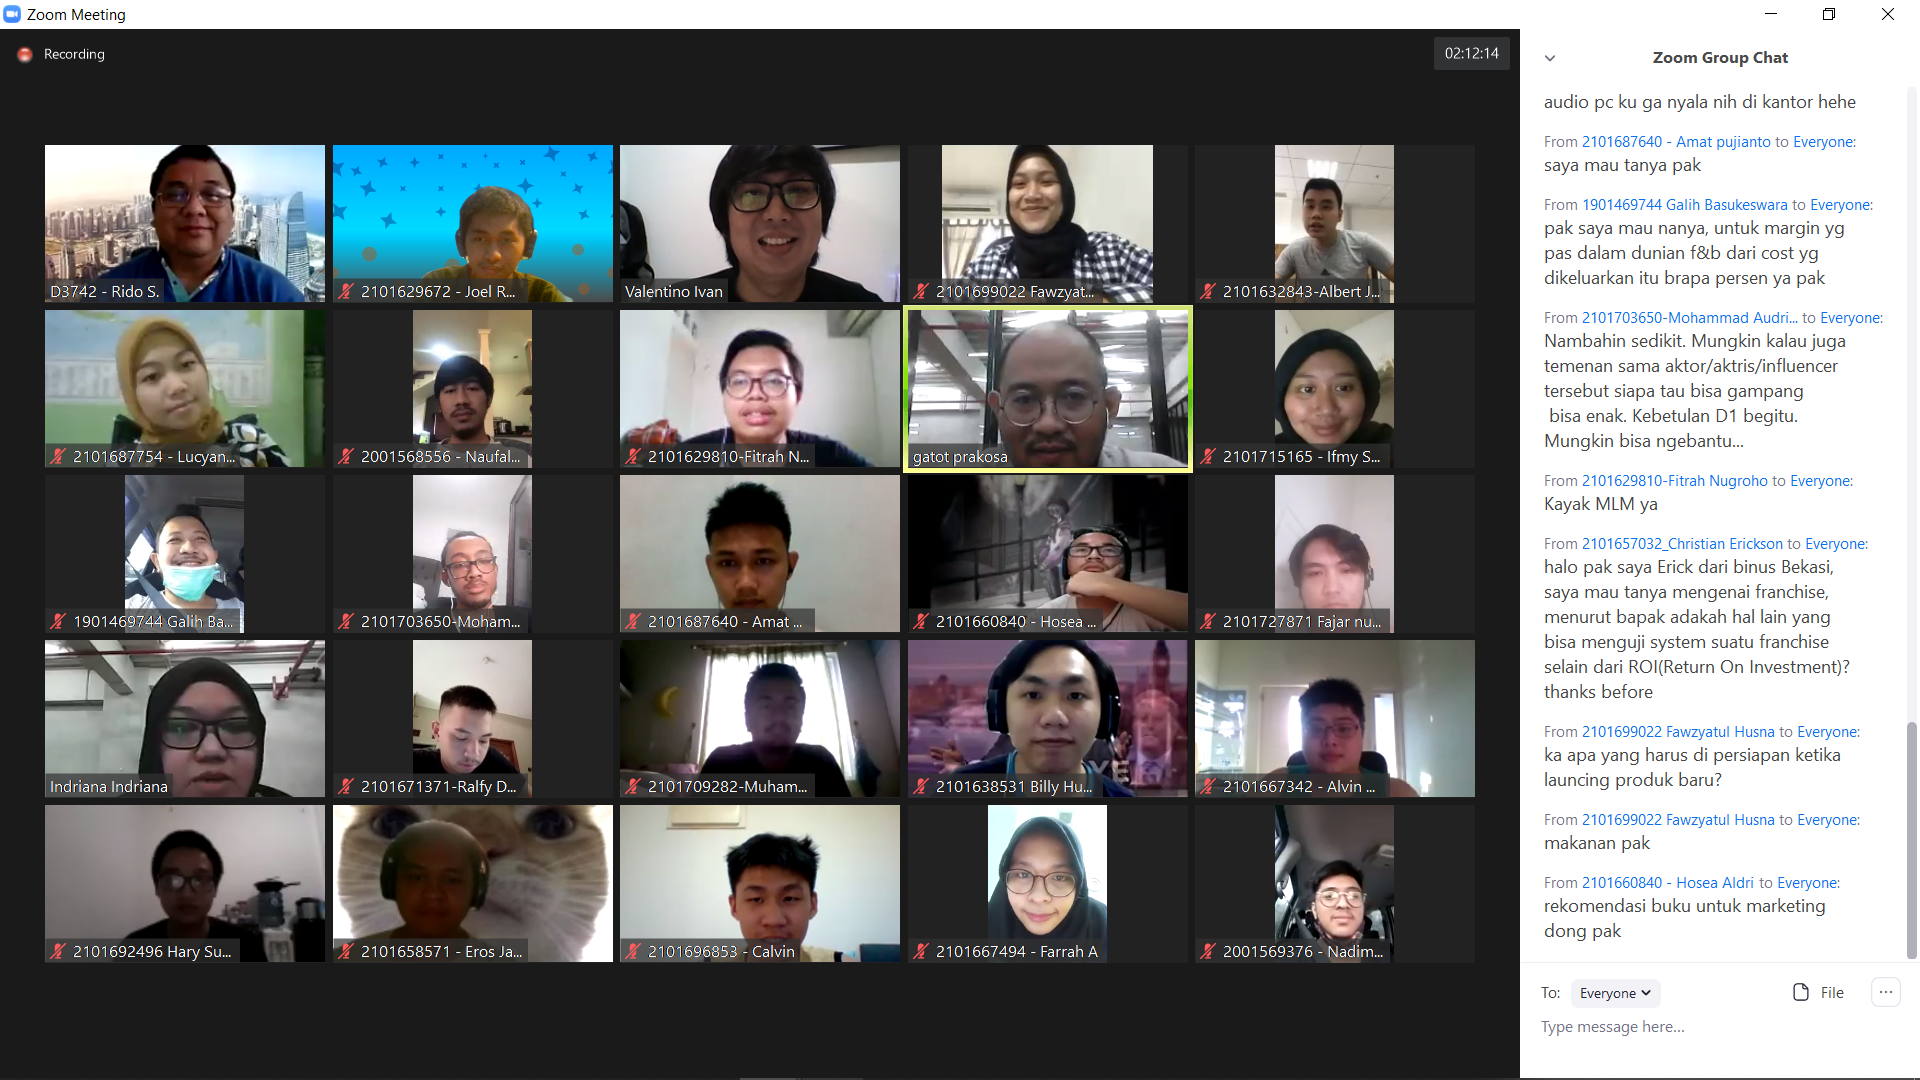 Zoom Meeting
Recording
02:12:14
D3742 - Rido S.
2101629672 - Joel R...
Valentino Ivan
2101699022 Fawzyat...
2101632843-Albert J...
2101687754 - Lucyan...
2001568556 - Naufal...
2101629810-Fitrah N...
gatot prakosa
2101715165 - Ifmy S...
1901469744 Galih Ba...
2101703650-Moham...
2101687640 - Amat ...
2101660840 - Hosea ...
2101727871 Fajar nu...
Indriana Indriana
2101671371-Ralfy D...
2101709282-Muham...
2101638531 Billy Hu...
2101667342 - Alvin ...
2101692496 Hary Su...
2101658571 - Eros Ja...
2101696853 - Calvin
2101667494 - Farrah A
2001569376 - Nadim...
Zoom Group Chat
audio pc ku ga nyala nih di kantor hehe
From 2101687640 - Amat pujianto to Everyone:
saya mau tanya pak
From 1901469744 Galih Basukeswara to Everyone:
pak saya mau nanya, untuk margin yg
pas dalam dunian f&b dari cost yg
dikeluarkan itu brapa persen ya pak
From 2101703650-Mohammad Audri... to Everyone:
Nambahin sedikit. Mungkin kalau juga
temenan sama aktor/aktris/influencer
tersebut siapa tau bisa gampang
bisa enak. Kebetulan D1 begitu.
Mungkin bisa ngebantu...
From 2101629810-Fitrah Nugroho to Everyone:
Kayak MLM ya
From 2101657032_Christian Erickson to Everyone:
halo pak saya Erick dari binus Bekasi,
saya mau tanya mengenai franchise,
menurut bapak adakah hal lain yang
bisa menguji system suatu franchise
selain dari ROI(Return On Investment)?
thanks before
From 2101699022 Fawzyatul Husna to Everyone:
ka apa yang harus di persiapan ketika
launcing produk baru?
From 2101699022 Fawzyatul Husna to Everyone:
makanan pak
From 2101660840 - Hosea Aldri to Everyone:
rekomendasi buku untuk marketing
dong pak
To: Everyone
File
Type message here...